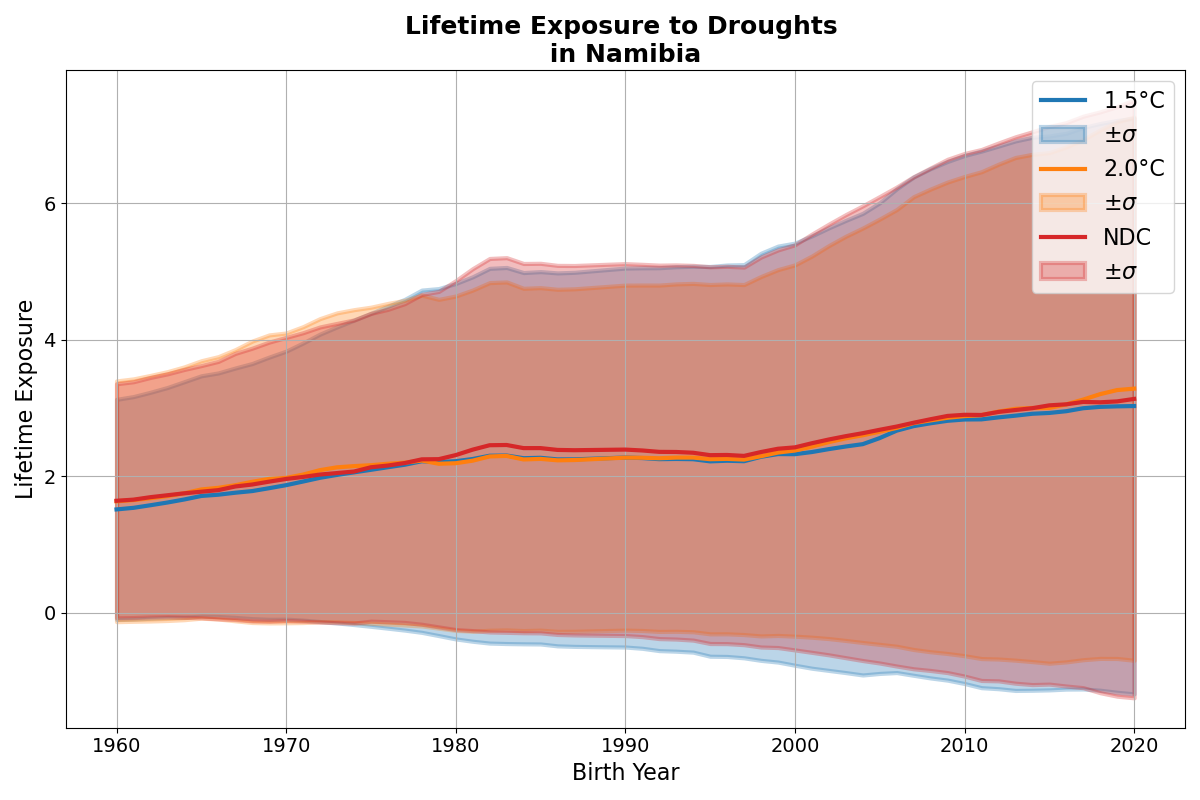 Lifetime Exposure to Droughts
in Namibia
1.5°C
±σ
2.0°C
±σ
NDC
±σ
Lifetime Exposure
6
4
2
0
1960
1970
1980
1990
2000
2010
2020
Birth Year